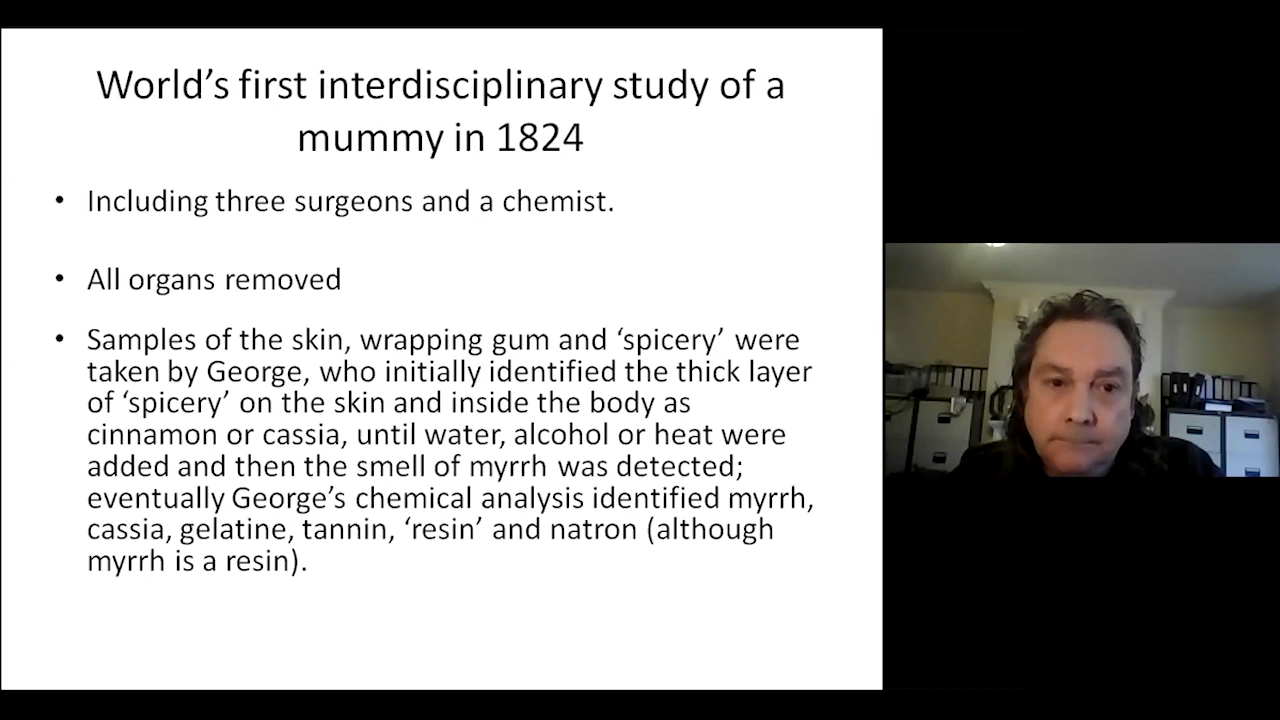 World’s first interdisciplinary study of a
mummy in 1824
• Including three surgeons and a chemist.
• All organs removed
• Samples of the skin, wrapping gum and ‘spicery’ were
taken by George, who initially identified the thick layer
of ‘spicery’ on the skin and inside the body as
cinnamon or cassia, until water, alcohol or heat were
added and then the smell of myrrh was detected;
eventually George’s chemical analysis identified myrrh,
cassia, gelatine, tannin, ‘resin’ and natron (although
myrrh is a resin).